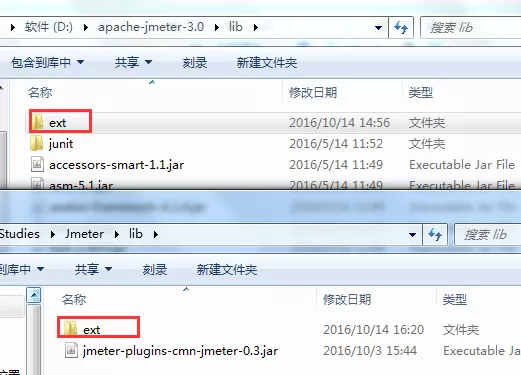 软件 (D:) ▸ apache-jmeter-3.0 ▸ lib ▸ 搜索 lib
包含到库中 共享 刻录 新建文件夹
名称 修改日期 类型
ext 2016/10/14 14:56 文件夹
junit 2016/5/14 11:52 文件夹
accessors-smart-1.1.jar 2016/5/14 11:49 Executable Jar File
asm-5.1.jar 2016/5/14 11:49 Executable Jar File
Studies ▸ Jmeter ▸ lib ▸ 搜索 lib
到库中 共享 刻录 新建文件夹
名称 修改日期 类型
ext 2016/10/14 16:20 文件夹
jmeter-plugins-cmn-jmeter-0.3.jar 2016/10/3 15:44 Executable Jar File
位置